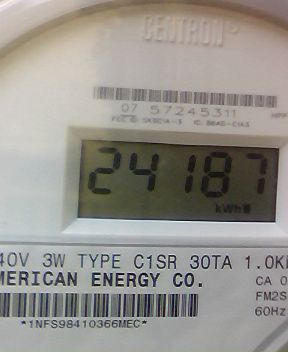 CENTRON
07 57245311
24187
kWh
40V 3W TYPE C1SR 30TA 1.0K
MERICAN ENERGY CO.
CA 0
FM2S
60Hz
*1NFS98410366MEC*